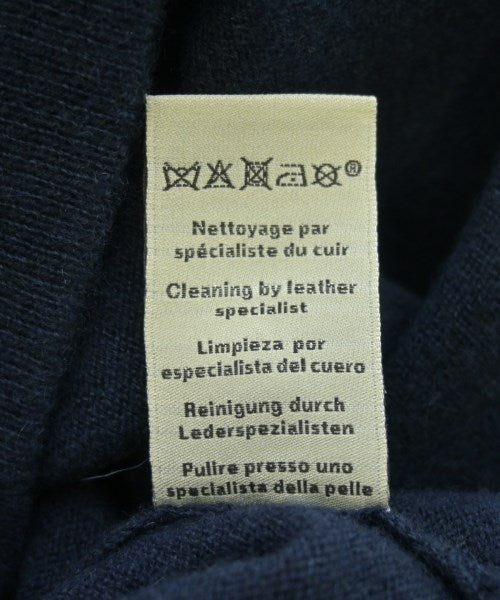 ®
Nettoyage par
spécialiste du cuir
Cleaning by leather
specialist
Limpieza por
especialista del cuero
Reinigung durch
Lederspezialisten
Pulire presso uno
specialista della pelle